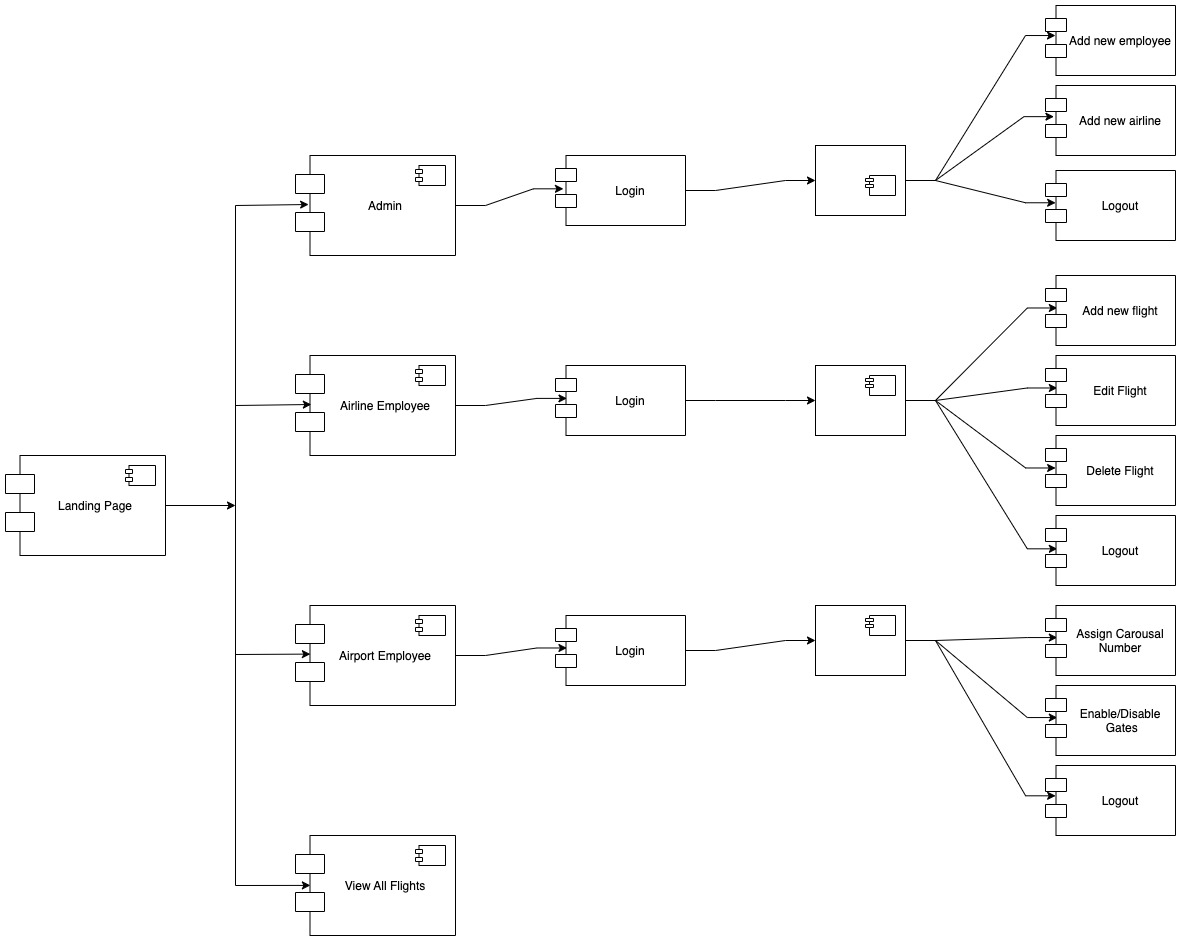 Add new employee
Add new airline
Admin
Login
Logout
Add new flight
Airline Employee
Login
Edit Flight
Delete Flight
Landing Page
Logout
Assign Carousal
Number
Airport Employee
Login
Enable/Disable
Gates
Logout
View All Flights